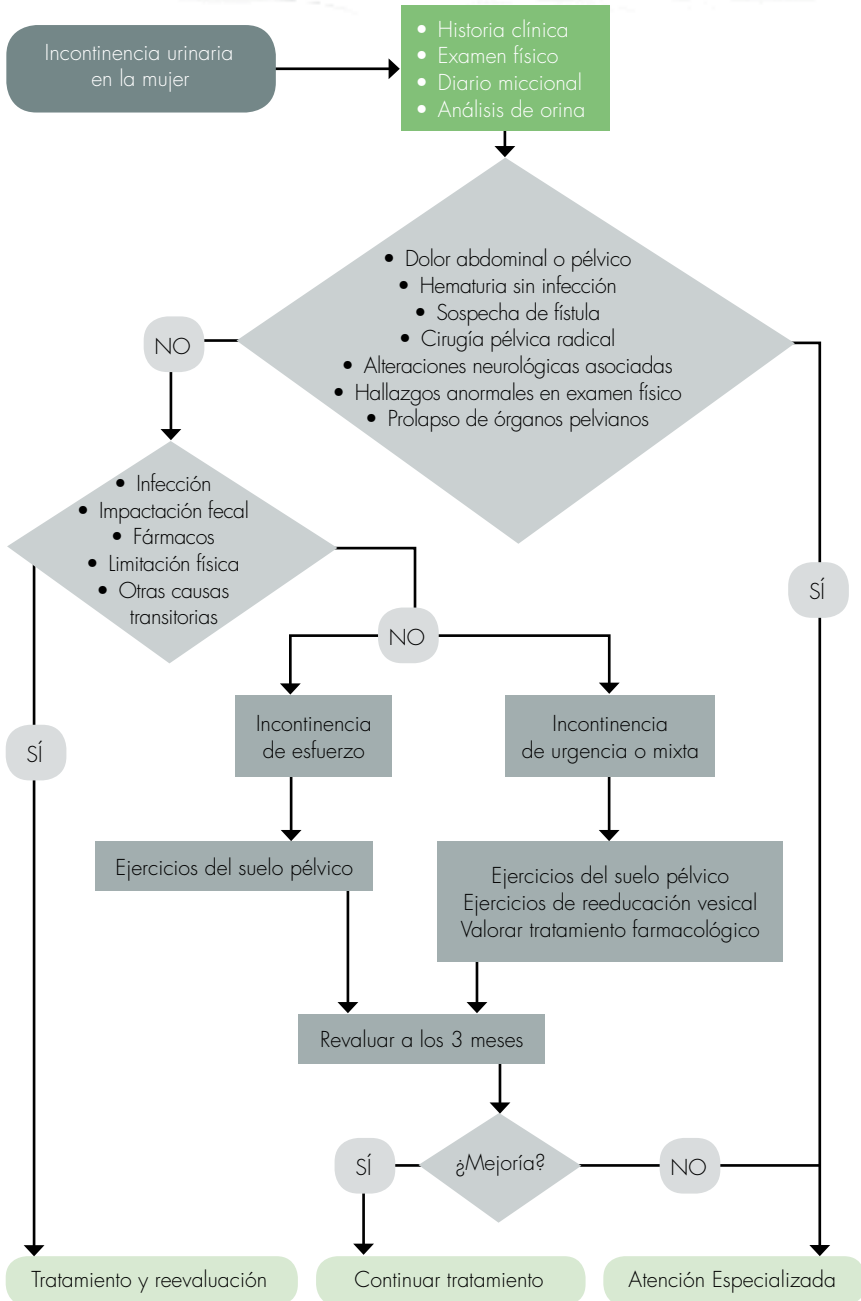 Incontinencia urinaria
en la mujer
• Historia clínica
• Examen físico
• Diario miccional
• Análisis de orina
• Dolor abdominal o pélvico
• Hematuria sin infección
• Sospecha de fístula
• Cirugía pélvica radical
• Alteraciones neurológicas asociadas
• Hallazgos anormales en examen físico
• Prolapso de órganos pelvianos
NO
• Infección
• Impactación fecal
• Fármacos
• Limitación física
• Otras causas
transitorias
SÍ
NO
Incontinencia
de esfuerzo
Incontinencia
de urgencia o mixta
SÍ
Ejercicios del suelo pélvico
Ejercicios del suelo pélvico
Ejercicios de reeducación vesical
Valorar tratamiento farmacológico
Revaluar a los 3 meses
SÍ
¿Mejoría?
NO
Tratamiento y reevaluación
Continuar tratamiento
Atención Especializada